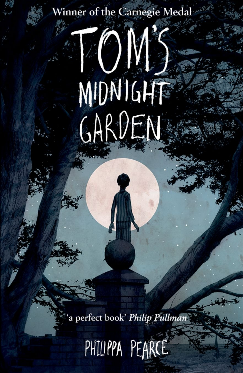 Winner of the Carnegie Medal
TOM'S
MIDNIGHT
GARDEN
'a perfect book' Philip Pullman
PHILIPPA PEARCE